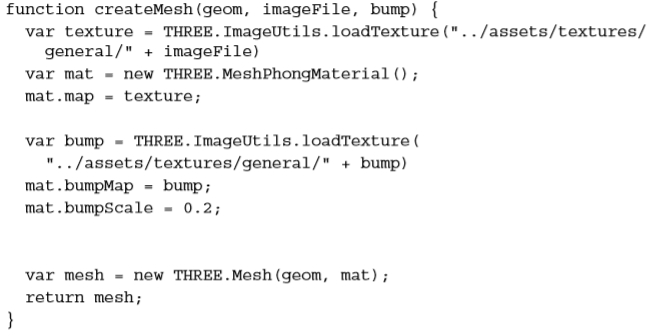 function createMesh(geom, imageFile, bump) {
var texture = THREE.ImageUtils.loadTexture("../assets/textures/
general/" + imageFile)
var mat = new THREE.MeshPhongMaterial();
mat.map = texture;
var bump = THREE.ImageUtils.loadTexture(
"../assets/textures/general/" + bump)
mat.bumpMap = bump;
mat.bumpScale = 0.2;
var mesh = new THREE.Mesh(geom, mat);
return mesh;
}